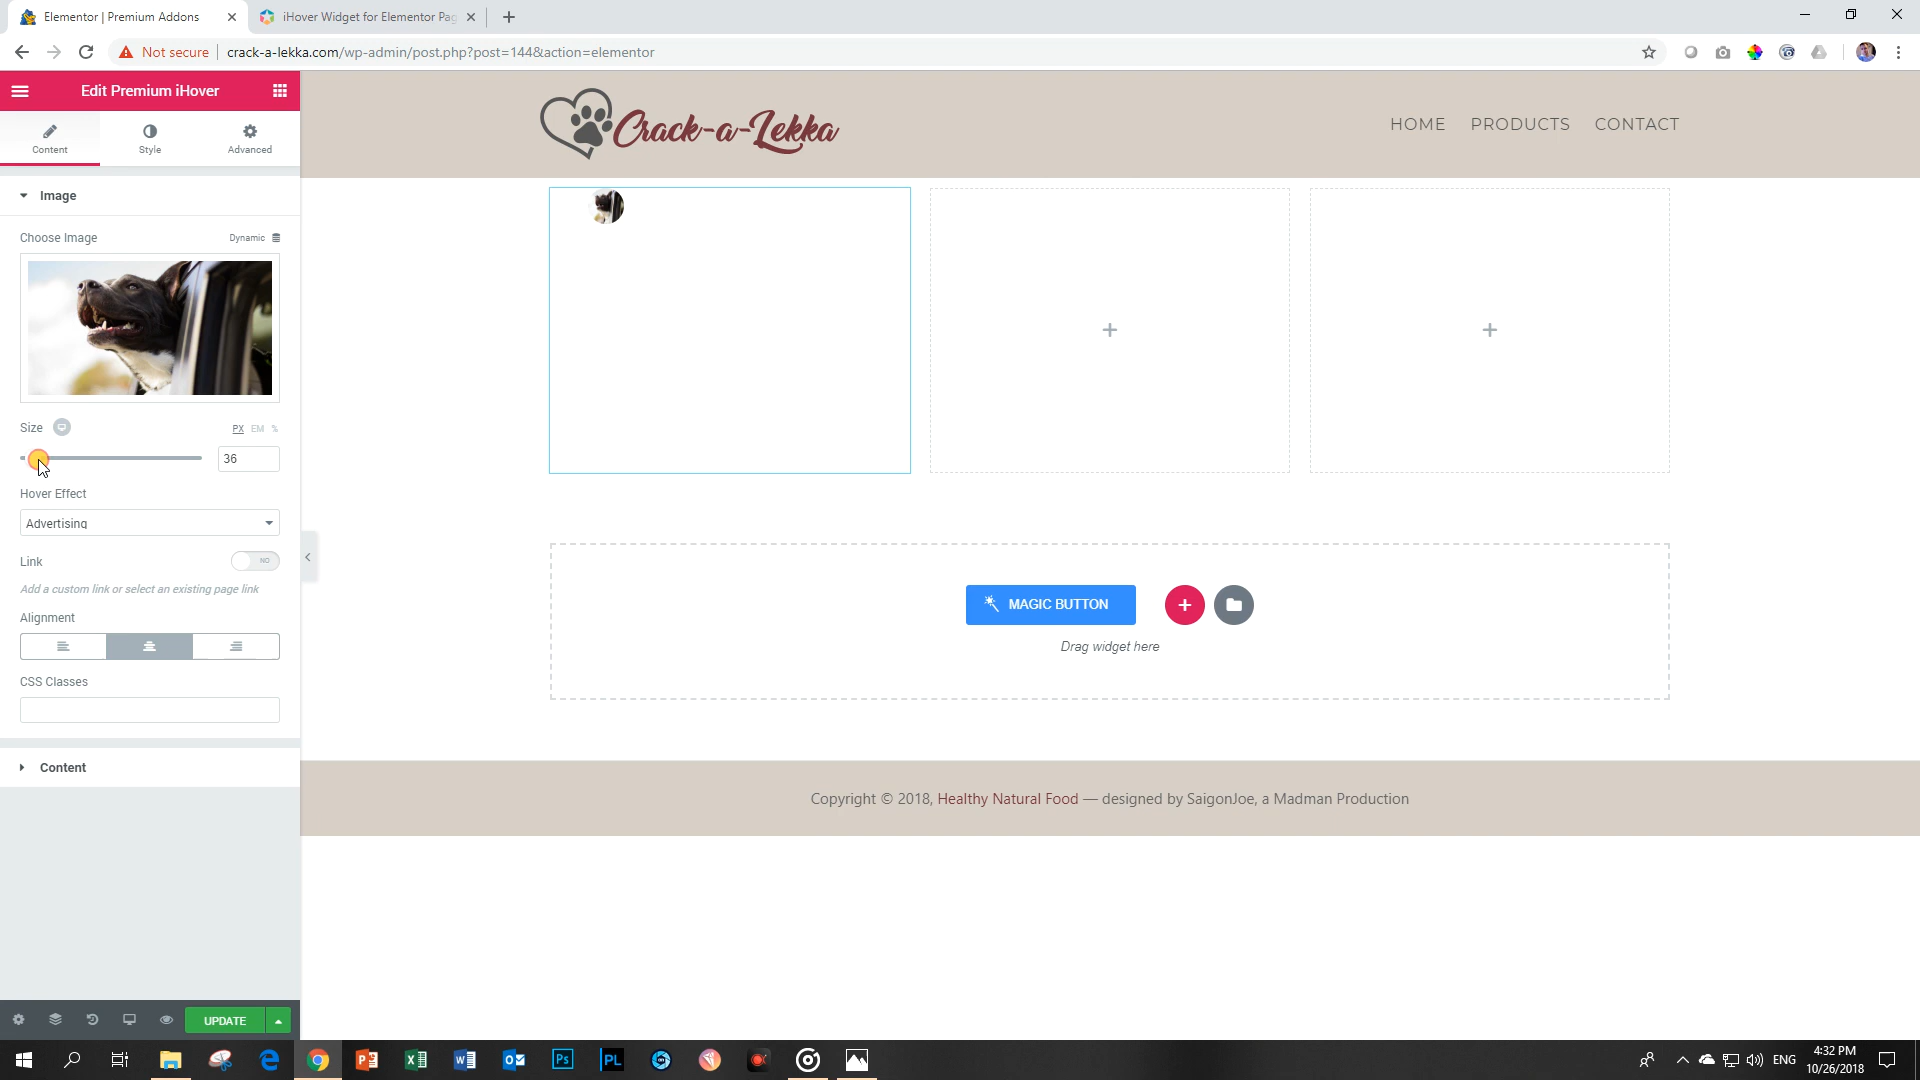 Elementor | Premium Addons
iHover Widget for Elementor Pag
Not secure
crack-a-lekka.com/wp-admin/post.php?post=144&action=elementor
Edit Premium iHover
Content
Style
Advanced
Image
Choose Image
Dynamic
Size
PX EM %
36
Hover Effect
Advertising
Link
NO
Add a custom link or select an existing page link
Alignment
CSS Classes
Content
UPDATE
Crack-a-Lekka
HOME PRODUCTS CONTACT
MAGIC BUTTON
Drag widget here
Copyright © 2018, Healthy Natural Food — designed by SaigonJoe, a Madman Production
Ps
PL
ENG
4:32 PM
10/26/2018